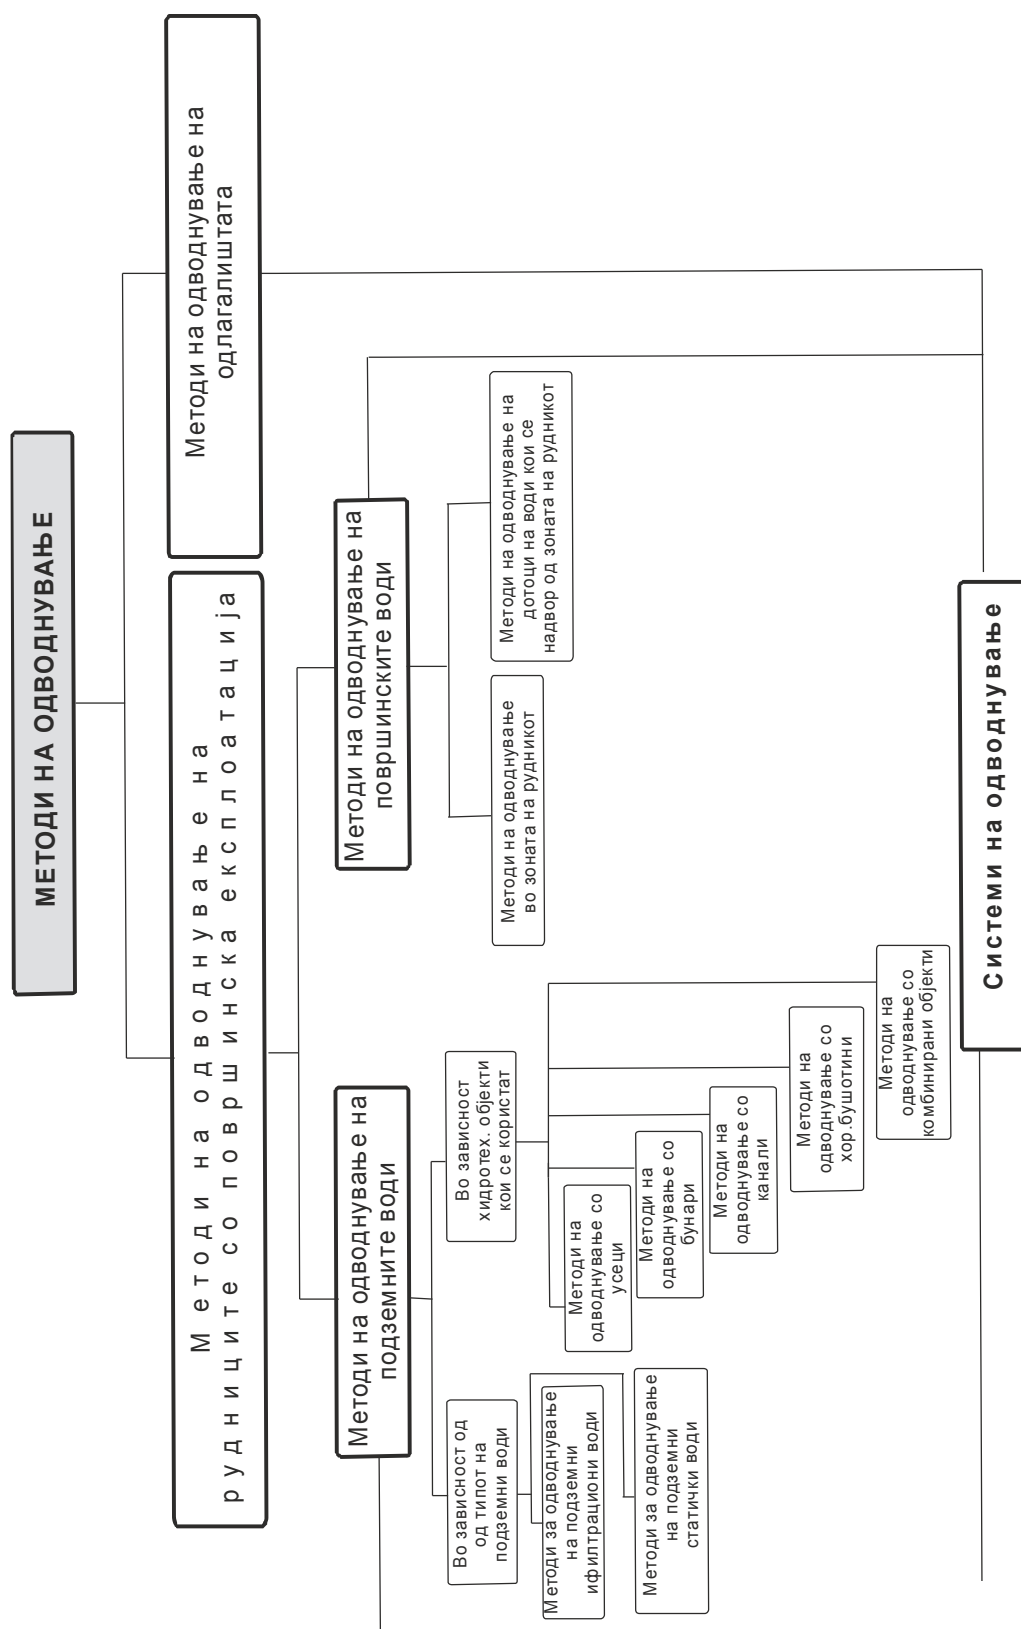 МЕТОДИ НА ОДВОДНУВАЊЕ
Методи на одводнување на
рудниците со површинска експлоатација
Методи на одводнување на
одлагалиштата
Методи на одводнување на
подземните води
Методи на одводнување на
површинските води
Во зависност од
од типот на
подземни води
Во зависност
хидротех. објекти
кои се користат
Методи на одводнување
во зоната на рудникот
Методи на одводнување на
дотоци на води кои се
надвор од зоната на рудникот
Методи за одводнување
на подземни
ифилтрациони води
Методи за одводнување
на подземни
статички води
Методи на
одводнување со
усеци
Методи на
одводнување со
бунари
Методи на
одводнување со
канали
Методи на
одводнување со
хор.бушотини
Методи на
одводнување со
комбинирани објекти
Системи на одводнување